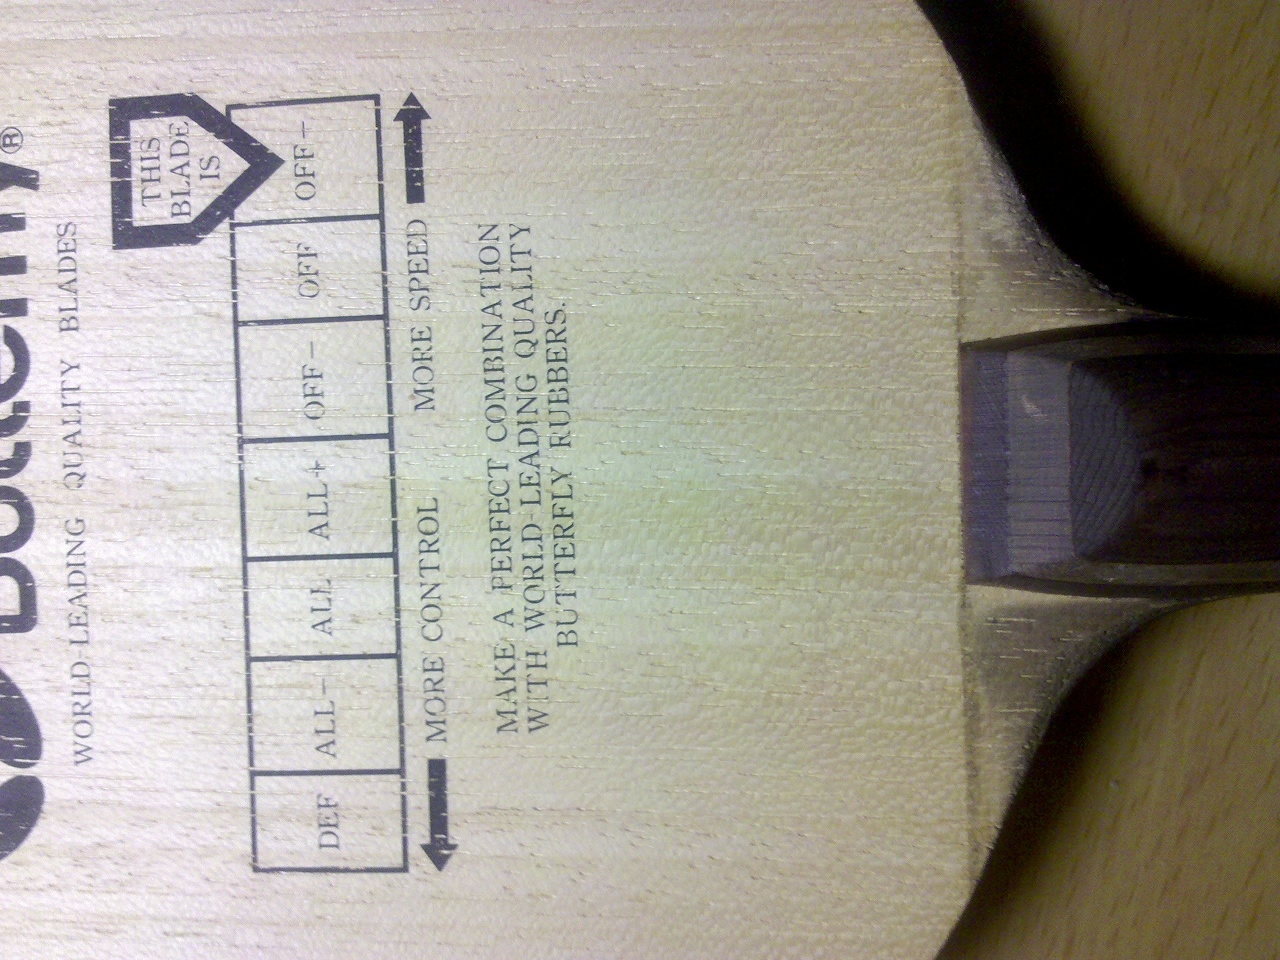 Butterfly®
WORLD-LEADING QUALITY BLADES
THIS
BLADE
IS
DEF ALL- ALL ALL+ OFF- OFF OFF-
MORE CONTROL MORE SPEED
MAKE A PERFECT COMBINATION
WITH WORLD-LEADING QUALITY
BUTTERFLY RUBBERS.